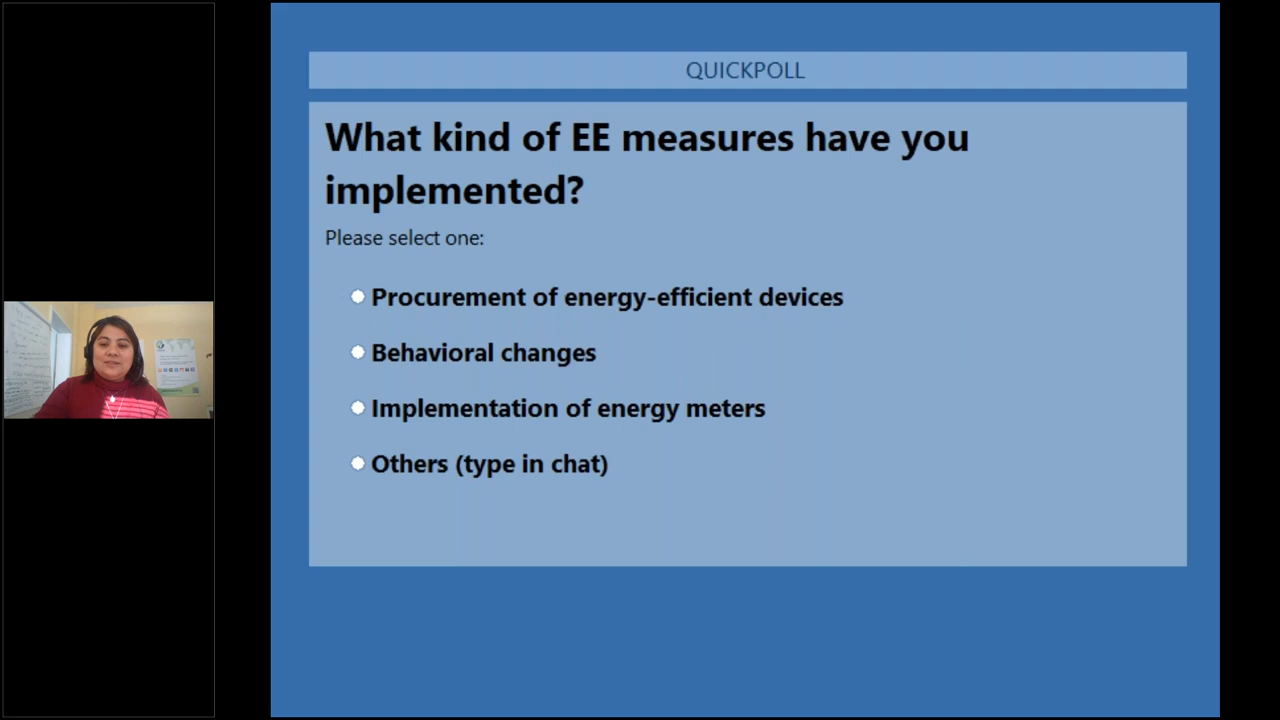 QUICKPOLL
What kind of EE measures have you
implemented?
Please select one:
Procurement of energy-efficient devices
Behavioral changes
Implementation of energy meters
Others (type in chat)